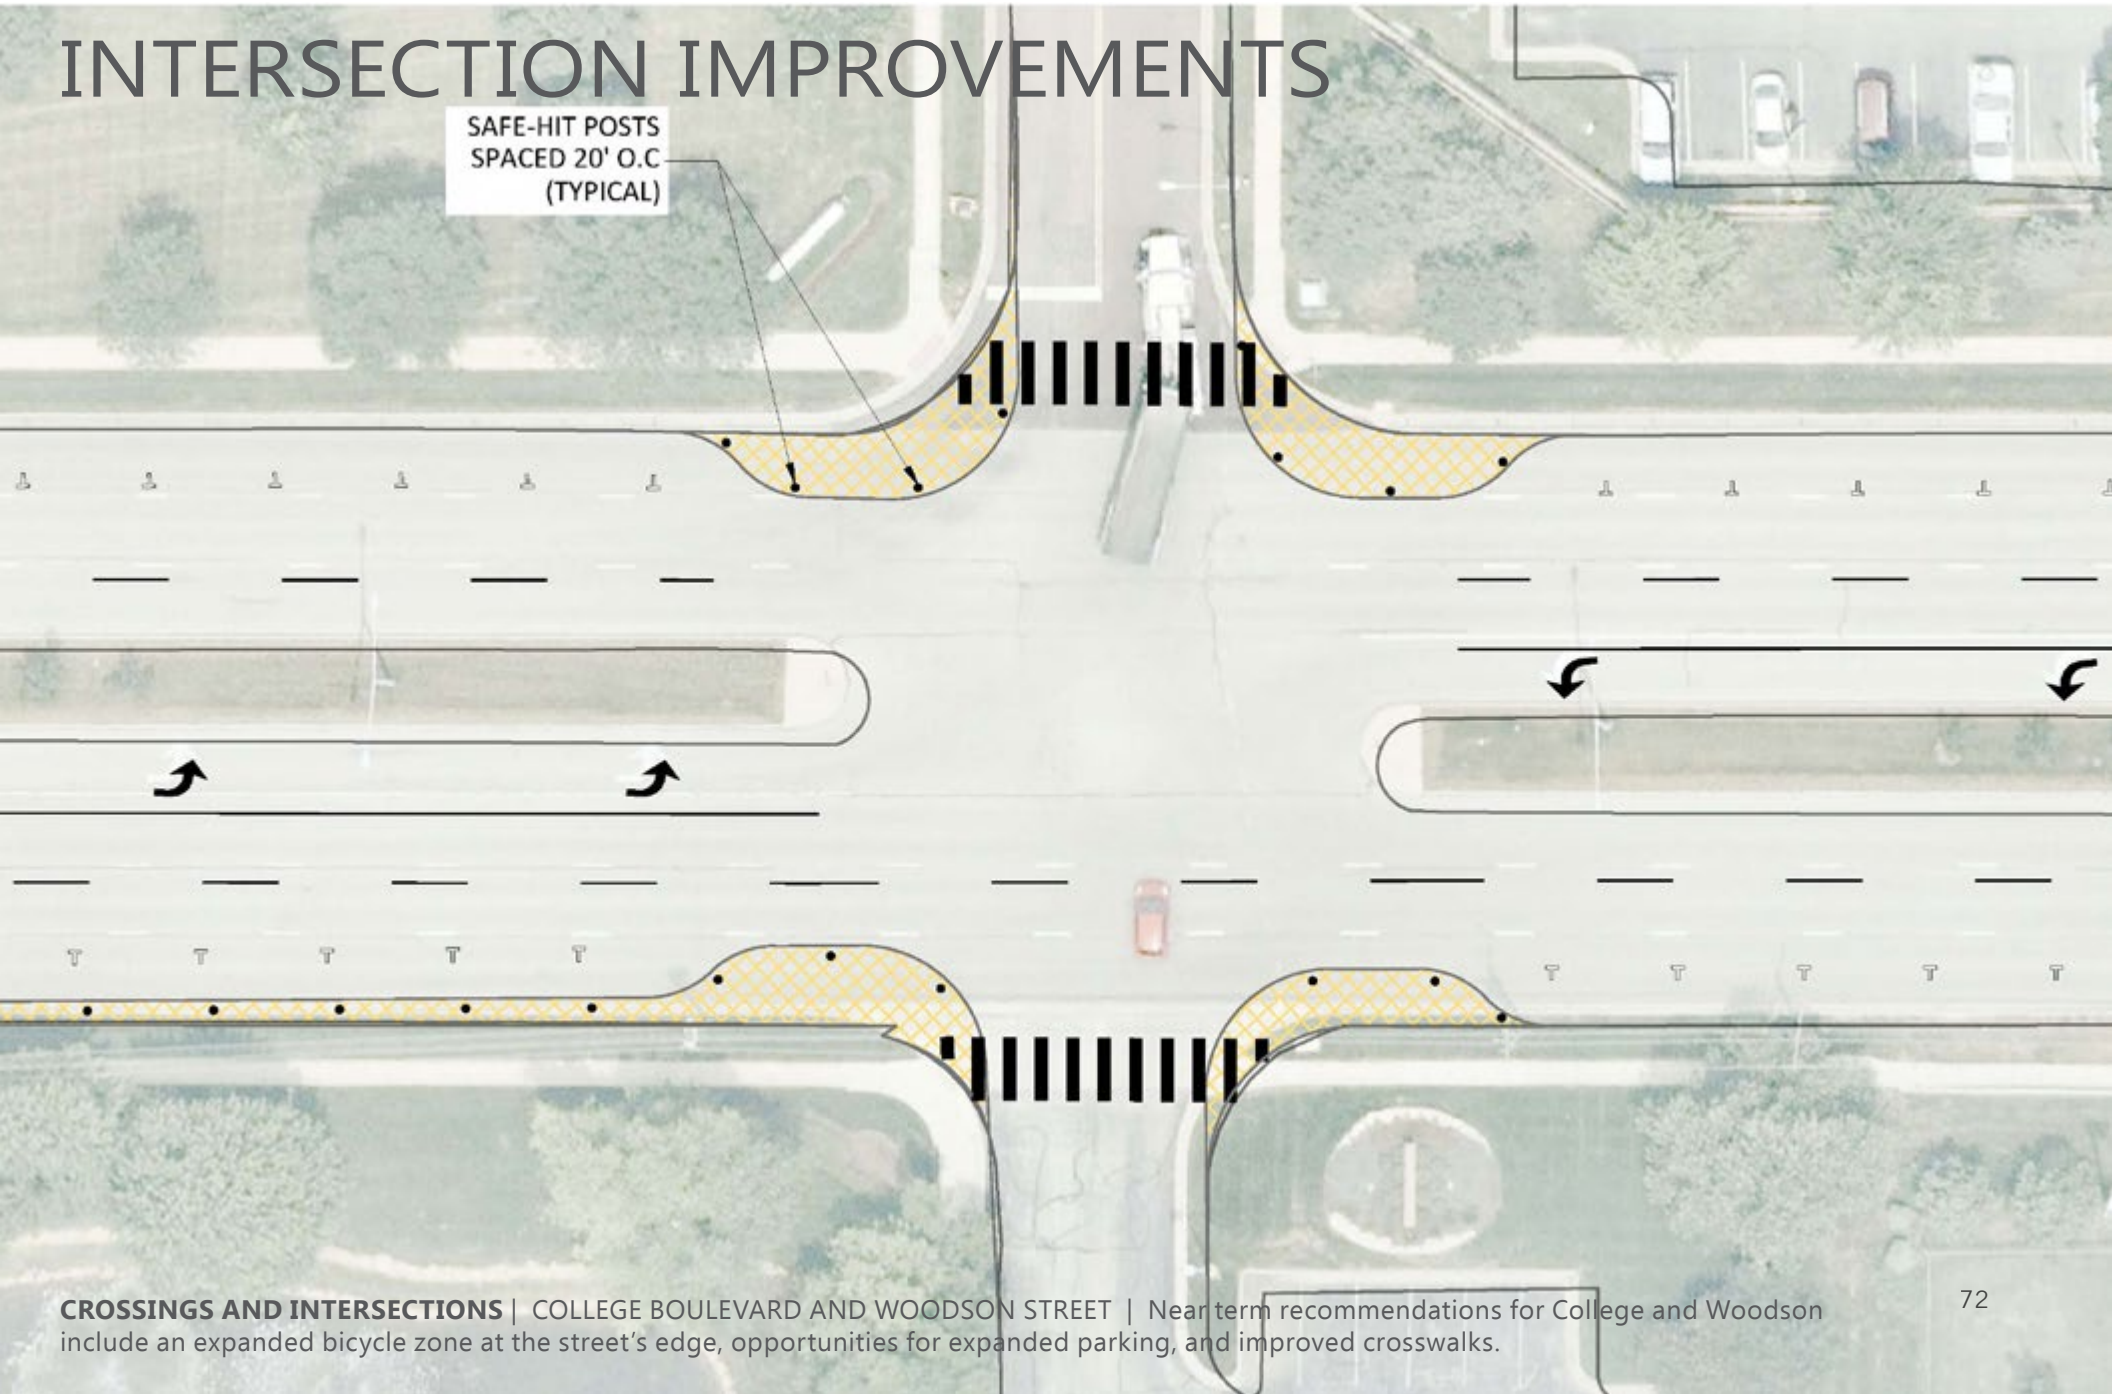 INTERSECTION IMPROVEMENTS
SAFE-HIT POSTS
SPACED 20' O.C
(TYPICAL)
CROSSINGS AND INTERSECTIONS | COLLEGE BOULEVARD AND WOODSON STREET | Near term recommendations for College and Woodson
include an expanded bicycle zone at the street's edge, opportunities for expanded parking, and improved crosswalks.
72